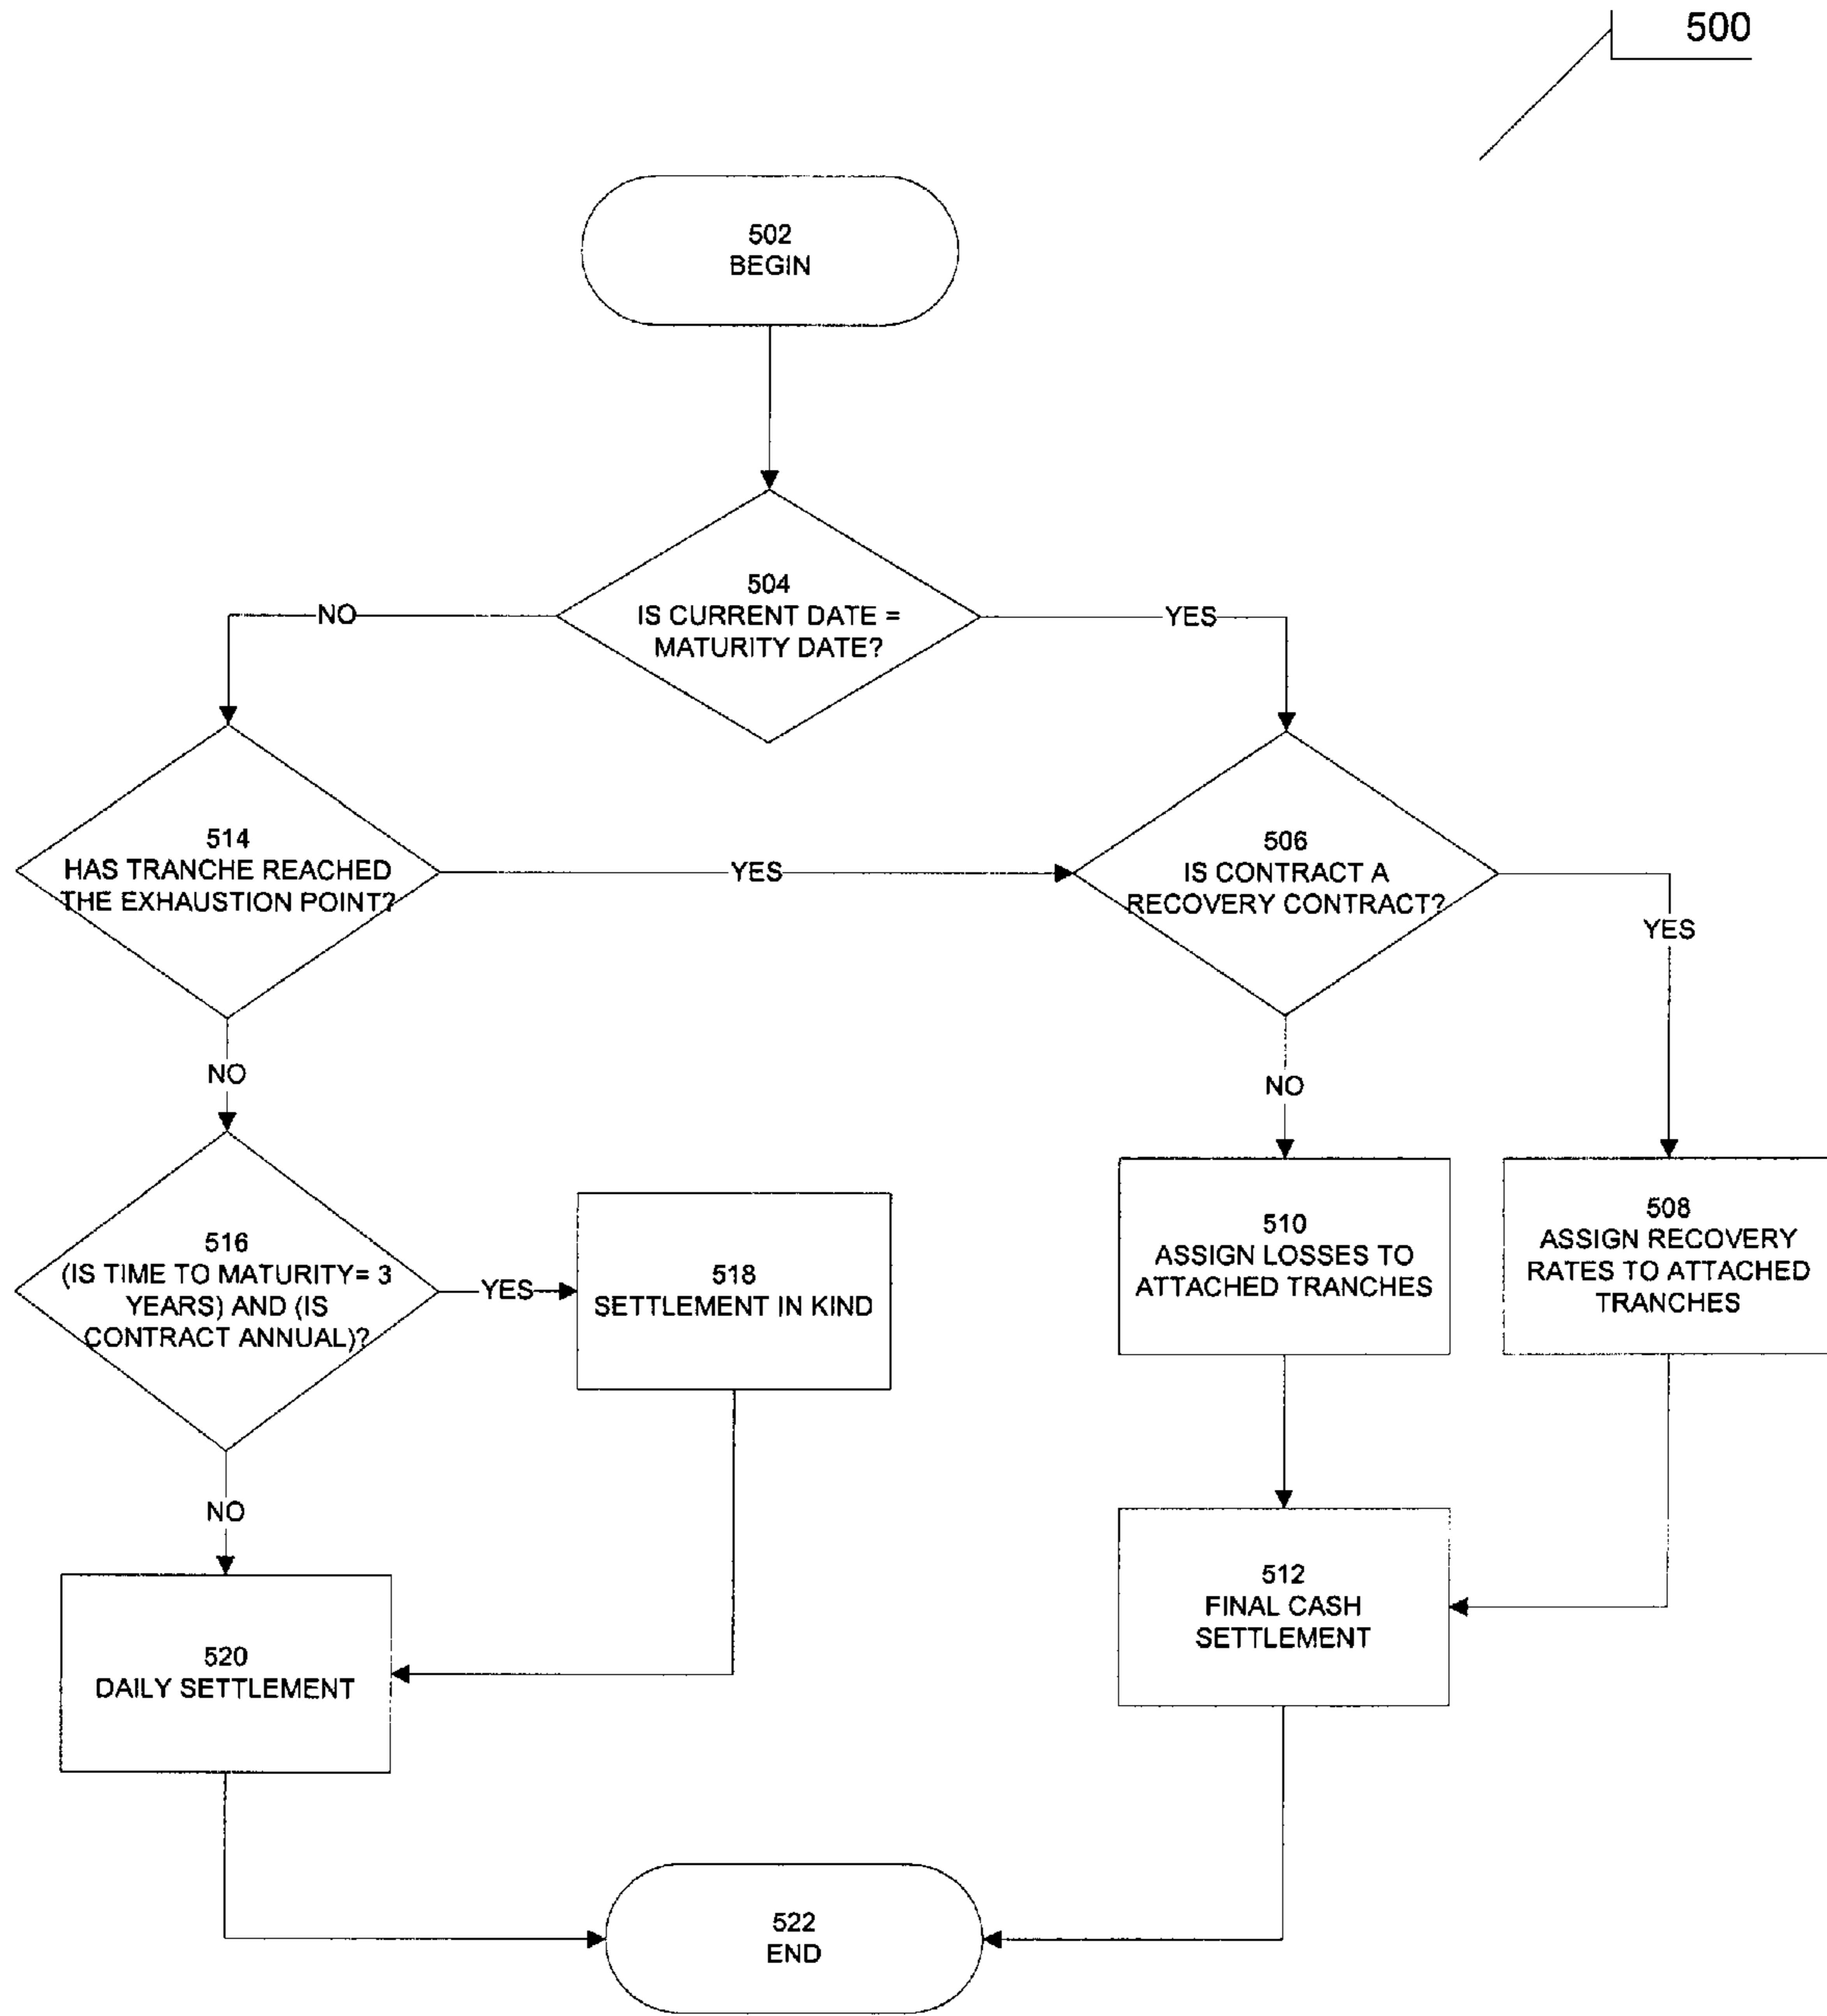 500
502
BEGIN
504
IS CURRENT DATE =
MATURITY DATE?
NO
YES
514
HAS TRANCHE REACHED
THE EXHAUSTION POINT?
YES
506
IS CONTRACT A
RECOVERY CONTRACT?
YES
NO
NO
516
(IS TIME TO MATURITY= 3
YEARS) AND (IS
CONTRACT ANNUAL)?
YES
518
SETTLEMENT IN KIND
510
ASSIGN LOSSES TO
ATTACHED TRANCHES
508
ASSIGN RECOVERY
RATES TO ATTACHED
TRANCHES
NO
520
DAILY SETTLEMENT
512
FINAL CASH
SETTLEMENT
522
END